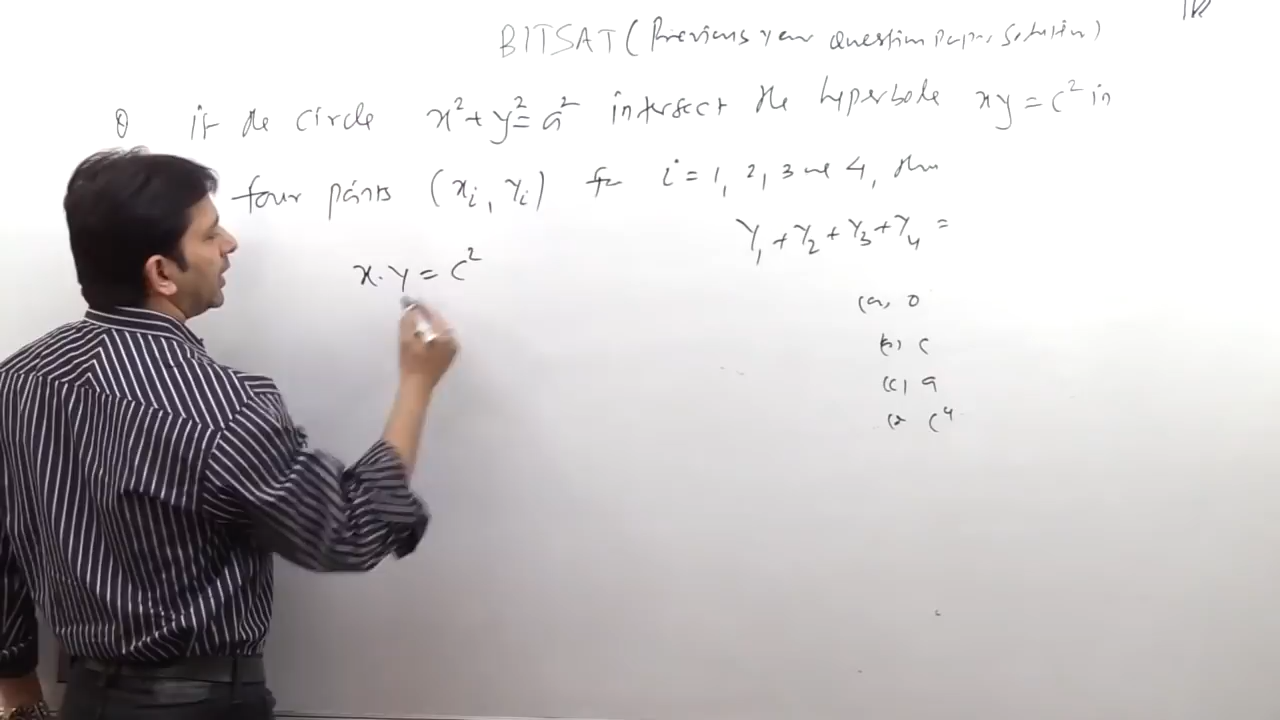 BITSAT (Previous year question paper solution)
Q if the circle x² + y² = a² intersect the hyperbola xy = c² in
four points (xi, yi) for i = 1, 2, 3 and 4, then
y1 + y2 + y3 + y4 =
x.y = c²
(a) 0
(b) c
(c) a
c⁴